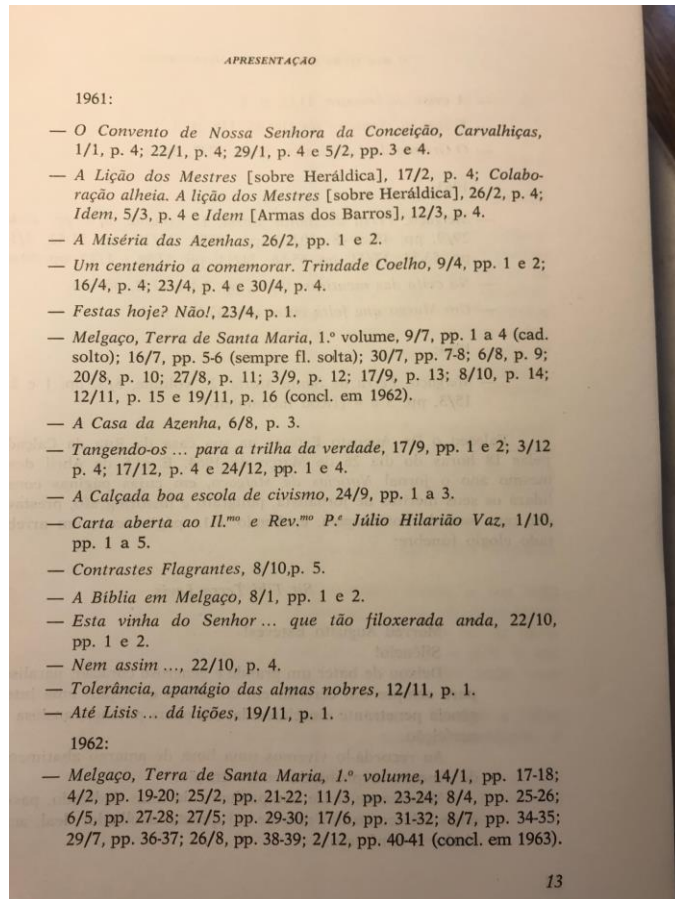 APRESENTAÇÃO
1961:
— O Convento de Nossa Senhora da Conceição, Carvalhiças,
1/1, p. 4; 22/1, p. 4; 29/1, p. 4 e 5/2, pp. 3 e 4.
— A Lição dos Mestres [sobre Heráldica], 17/2, p. 4; Colabo-
ração alheia. A lição dos Mestres [sobre Heráldica], 26/2, p. 4;
Idem, 5/3, p. 4 e Idem [Armas dos Barros], 12/3, p. 4.
— A Miséria das Azenhas, 26/2, pp. 1 e 2.
— Um centenário a comemorar. Trindade Coelho, 9/4, pp. 1 e 2;
16/4, p. 4; 23/4, p. 4 e 30/4, p. 4.
— Festas hoje? Não!, 23/4, p. 1.
— Melgaço, Terra de Santa Maria, 1.º volume, 9/7, pp. 1 a 4 (cad.
solto); 16/7, pp. 5-6 (sempre fl. solta); 30/7, pp. 7-8; 6/8, p. 9;
20/8, p. 10; 27/8, p. 11; 3/9, p. 12; 17/9, p. 13; 8/10, p. 14;
12/11, p. 15 e 19/11, p. 16 (concl. em 1962).
— A Casa da Azenha, 6/8, p. 3.
— Tangendo-os ... para a trilha da verdade, 17/9, pp. 1 e 2; 3/12
p. 4; 17/12, p. 4 e 24/12, pp. 1 e 4.
— A Calçada boa escola de civismo, 24/9, pp. 1 a 3.
— Carta aberta ao Il.mo e Rev.mo P.e Júlio Hilarião Vaz, 1/10,
pp. 1 a 5.
— Contrastes Flagrantes, 8/10,p. 5.
— A Bíblia em Melgaço, 8/1, pp. 1 e 2.
— Esta vinha do Senhor ... que tão filoxerada anda, 22/10,
pp. 1 e 2.
— Nem assim ..., 22/10, p. 4.
— Tolerância, apanágio das almas nobres, 12/11, p. 1.
— Até Lisis ... dá lições, 19/11, p. 1.
1962:
— Melgaço, Terra de Santa Maria, 1.º volume, 14/1, pp. 17-18;
4/2, pp. 19-20; 25/2, pp. 21-22; 11/3, pp. 23-24; 8/4, pp. 25-26;
6/5, pp. 27-28; 27/5; pp. 29-30; 17/6, pp. 31-32; 8/7, pp. 34-35;
29/7, pp. 36-37; 26/8, pp. 38-39; 2/12, pp. 40-41 (concl. em 1963).
13